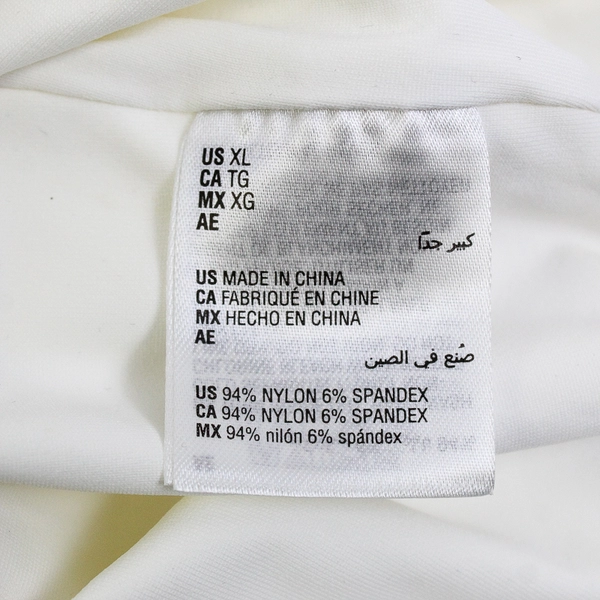 US XL
CA TG
MX XG
AE
كبير جدًا
US MADE IN CHINA
CA FABRIQUÉ EN CHINE
MX HECHO EN CHINA
AE
صُنع في الصين
US 94% NYLON 6% SPANDEX
CA 94% NYLON 6% SPANDEX
MX 94% nilón 6% spándex